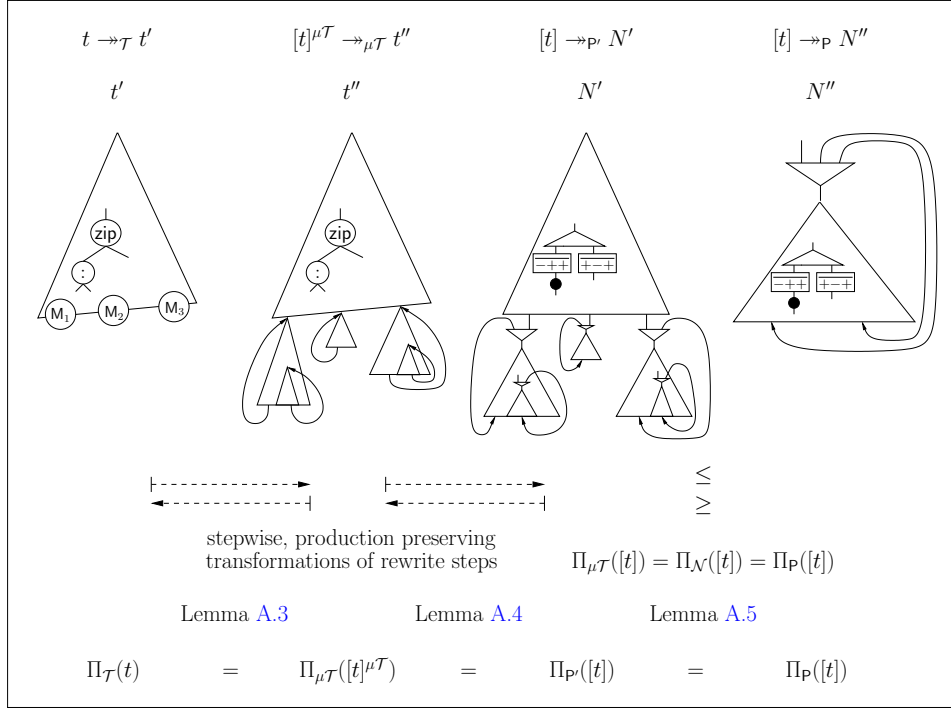 t ↠_𝒯 t′ [t]^{μ𝒯} ↠_{μ𝒯} t″ [t] ↠_{P′} N′ [t] ↠_P N″
t′ t″ N′ N″
zip zip
: :
−++ +−+ −++ +−+
M₁ M₂ M₃
≤
≥
stepwise, production preserving
transformations of rewrite steps
Π_{μ𝒯}([t]) = Π_𝒩([t]) = Π_P([t])
Lemma A.3 Lemma A.4 Lemma A.5
Π_𝒯(t) = Π_{μ𝒯}([t]^{μ𝒯}) = Π_{P′}([t]) = Π_P([t])